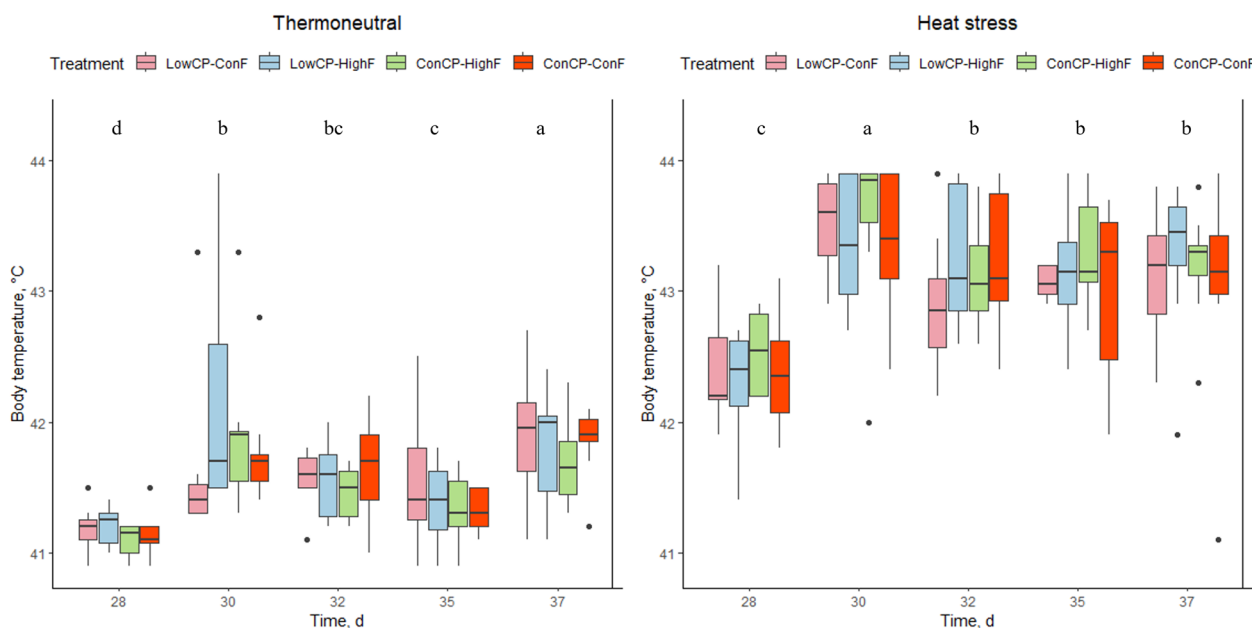 Thermoneutral
Treatment LowCP-ConF LowCP-HighF ConCP-HighF ConCP-ConF
d b bc c a
44
43
42
41
Body temperature, °C
28 30 32 35 37
Time, d
Heat stress
Treatment LowCP-ConF LowCP-HighF ConCP-HighF ConCP-ConF
c a b b b
44
43
42
41
Body temperature, °C
28 30 32 35 37
Time, d